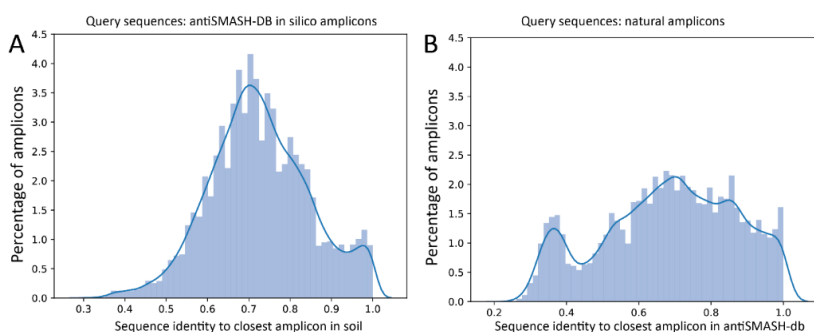 Query sequences: antiSMASH-DB in silico amplicons
A
4.5
4.0
3.5
3.0
2.5
2.0
1.5
1.0
0.5
0.0
Percentage of amplicons
0.3 0.4 0.5 0.6 0.7 0.8 0.9 1.0
Sequence identity to closest amplicon in soil
Query sequences: natural amplicons
B
4.5
4.0
3.5
3.0
2.5
2.0
1.5
1.0
0.5
0.0
Percentage of amplicons
0.2 0.4 0.6 0.8 1.0
Sequence identity to closest amplicon in antiSMASH-db